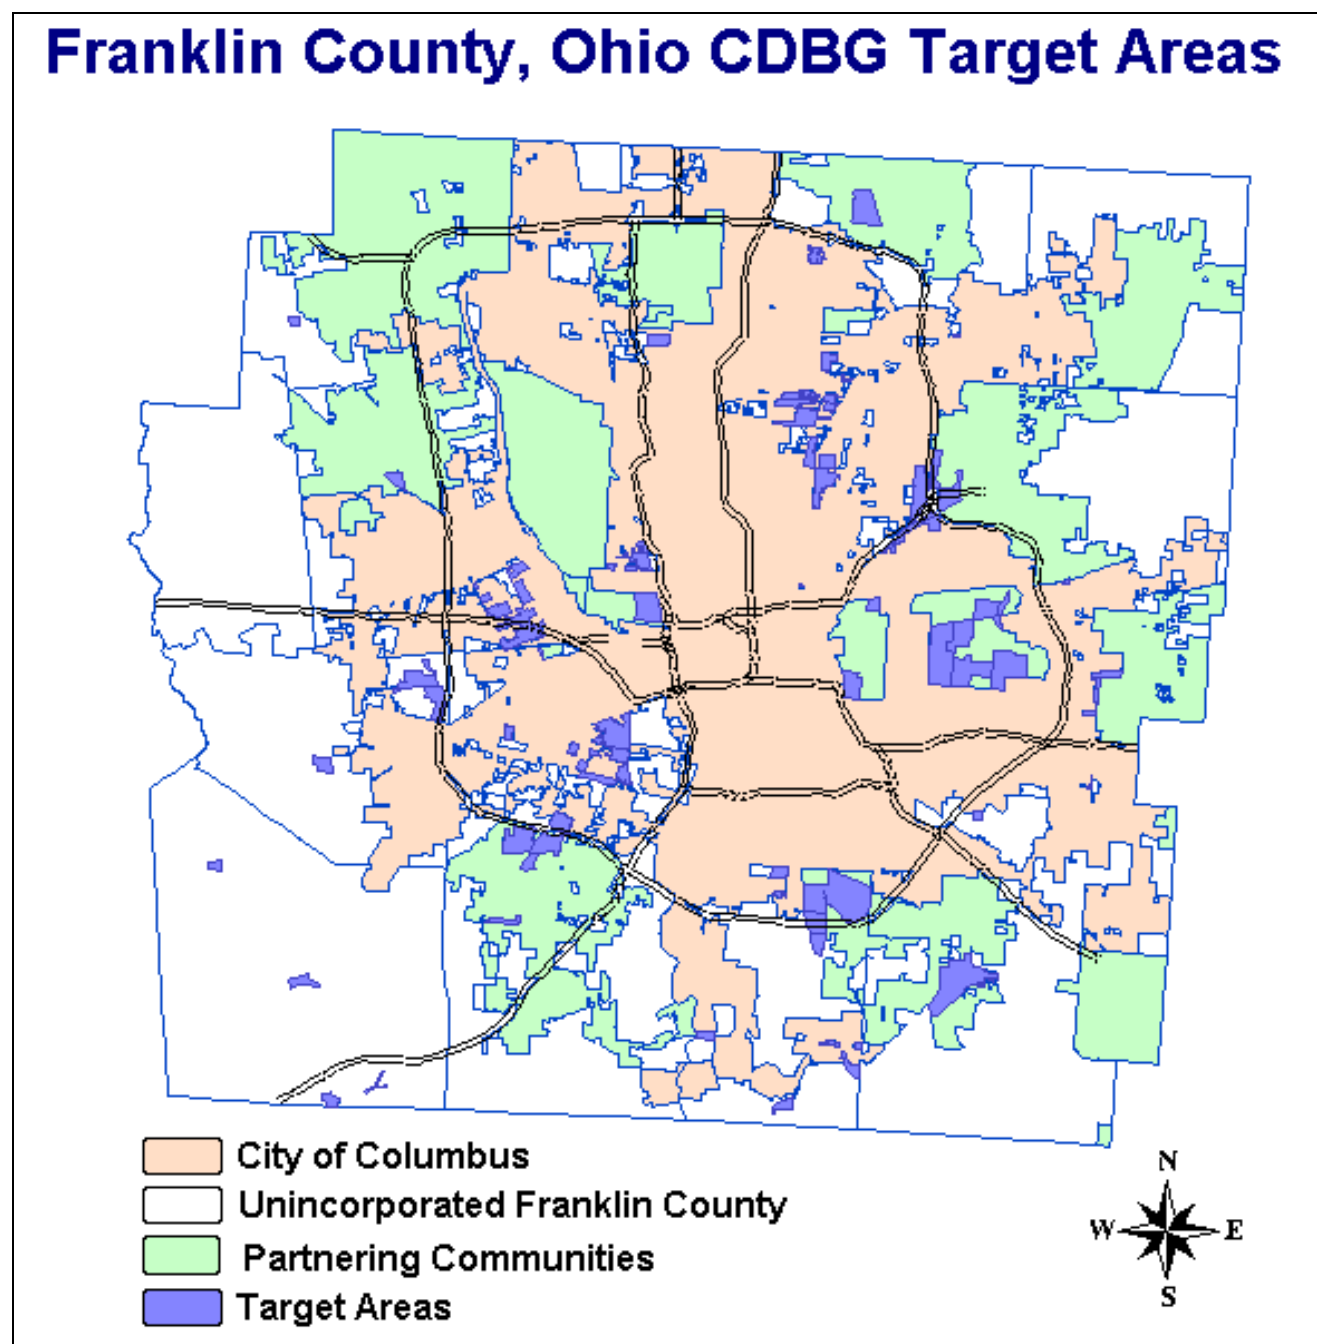 Franklin County, Ohio CDBG Target Areas
City of Columbus
Unincorporated Franklin County
Partnering Communities
Target Areas
N
W E
S